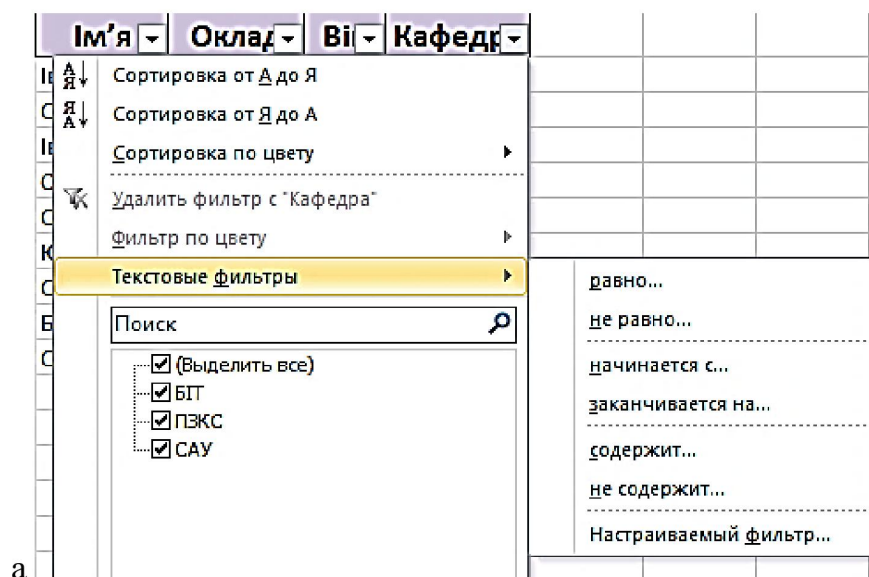 Ім’я Оклад Ві Кафедр
Сортировка от А до Я
Сортировка от Я до А
Сортировка по цвету
Удалить фильтр с "Кафедра"
Фильтр по цвету
Текстовые фильтры
Поиск
(Выделить все)
БІТ
ПЗКС
САУ
равно...
не равно...
начинается с...
заканчивается на...
содержит...
не содержит...
Настраиваемый фильтр...
а